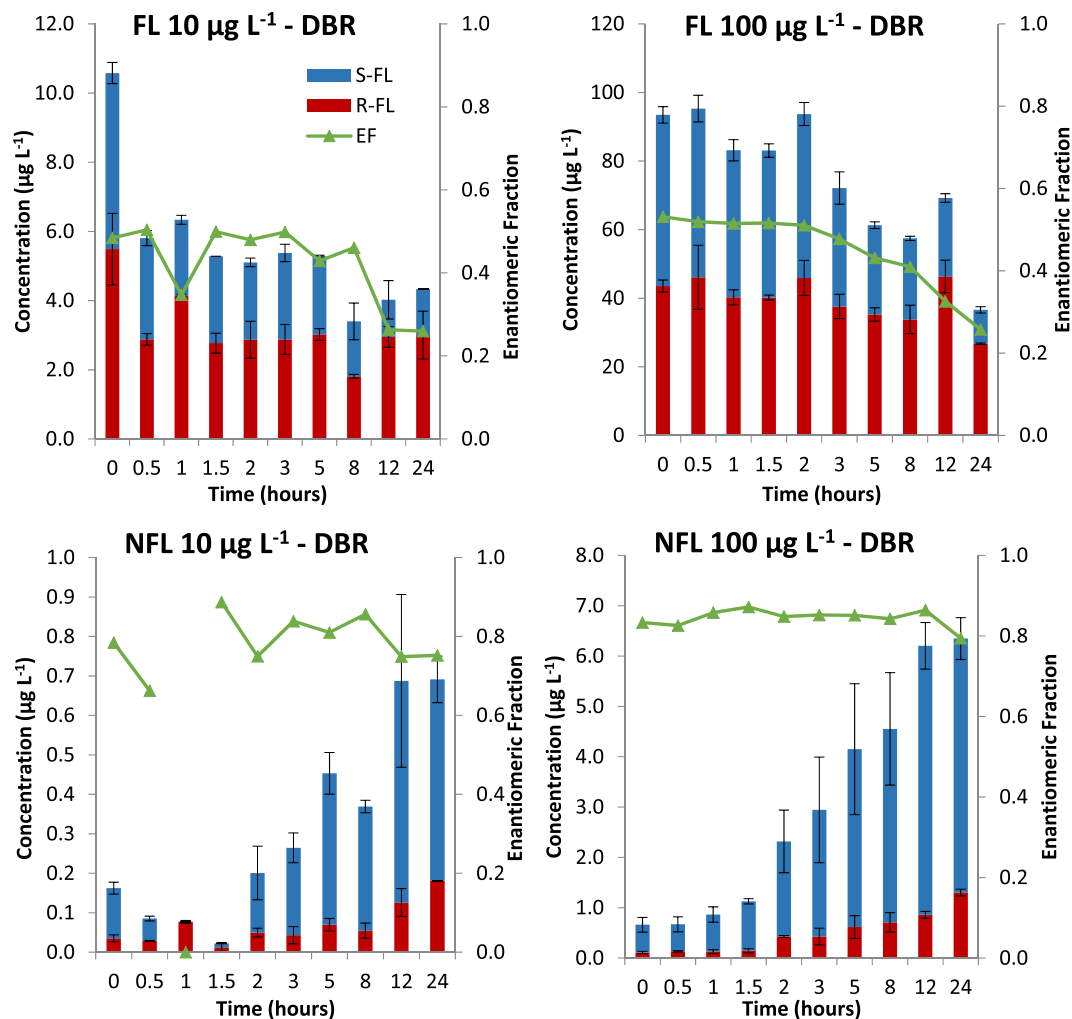 FL 10 µg L-1 - DBR
12.0
10.0
8.0
6.0
4.0
2.0
0.0
Concentration (µg L-1)
S-FL
R-FL
EF
1.0
0.8
0.6
0.4
0.2
0.0
Enantiomeric Fraction
0 0.5 1 1.5 2 3 5 8 12 24
Time (hours)
FL 100 µg L-1 - DBR
120
100
80
60
40
20
0
Concentration (µg L-1)
1.0
0.8
0.6
0.4
0.2
0.0
Enantiomeric Fraction
0 0.5 1 1.5 2 3 5 8 12 24
Time (hours)
NFL 10 µg L-1 - DBR
1.0
0.9
0.8
0.7
0.6
0.5
0.4
0.3
0.2
0.1
0.0
Concentration (µg L-1)
1.0
0.8
0.6
0.4
0.2
0.0
Enantiomeric Fraction
0 0.5 1 1.5 2 3 5 8 12 24
Time (hours)
NFL 100 µg L-1 - DBR
8.0
7.0
6.0
5.0
4.0
3.0
2.0
1.0
0.0
Concentration (µg L-1)
1.0
0.8
0.6
0.4
0.2
0.0
Enantiomeric Fraction
0 0.5 1 1.5 2 3 5 8 12 24
Time (hours)